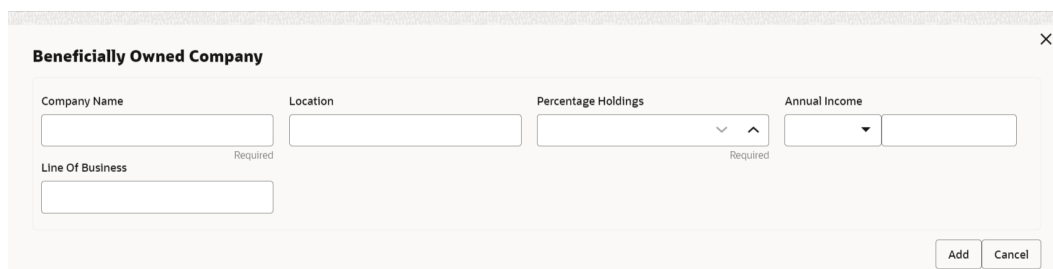 Beneficially Owned Company
Company Name Location Percentage Holdings Annual Income
Required Required
Line Of Business
Add Cancel